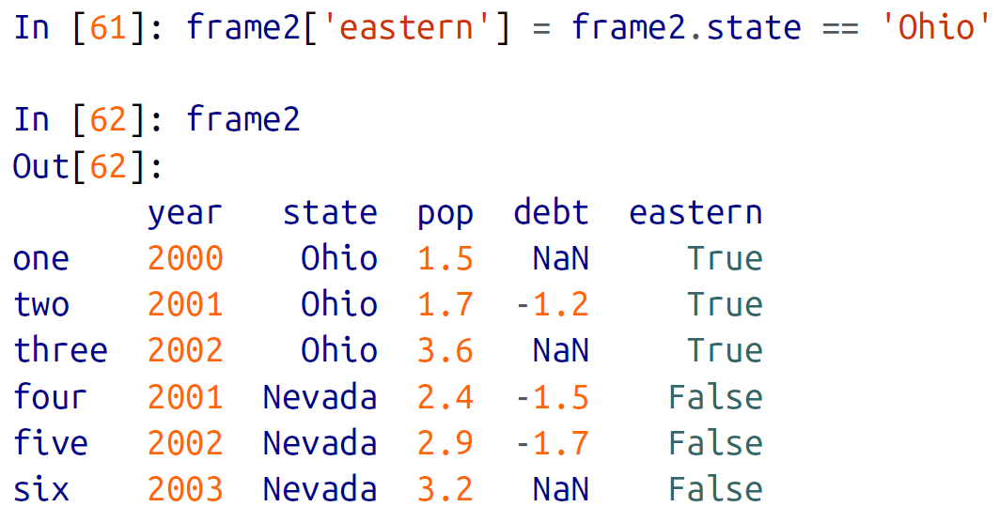 In [61]: frame2['eastern'] = frame2.state == 'Ohio'
In [62]: frame2
Out[62]:
year state pop debt eastern
one 2000 Ohio 1.5 NaN True
two 2001 Ohio 1.7 -1.2 True
three 2002 Ohio 3.6 NaN True
four 2001 Nevada 2.4 -1.5 False
five 2002 Nevada 2.9 -1.7 False
six 2003 Nevada 3.2 NaN False